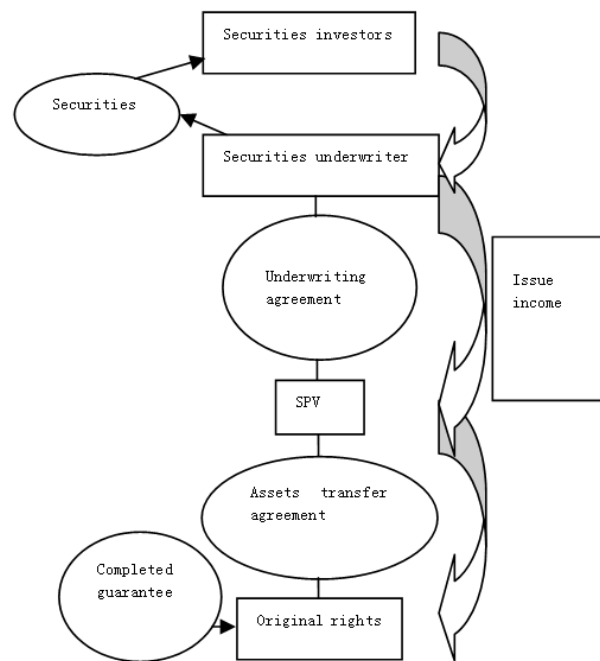 Securities investors
Securities
Securities underwriter
Underwriting
agreement
Issue
income
SPV
Assets transfer
agreement
Completed
guarantee
Original rights